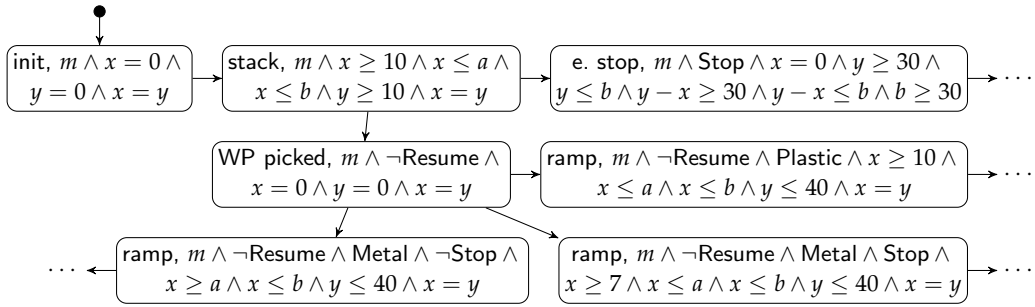 init, m ∧ x = 0 ∧
y = 0 ∧ x = y
stack, m ∧ x ≥ 10 ∧ x ≤ a ∧
x ≤ b ∧ y ≥ 10 ∧ x = y
e. stop, m ∧ Stop ∧ x = 0 ∧ y ≥ 30 ∧
y ≤ b ∧ y − x ≥ 30 ∧ y − x ≤ b ∧ b ≥ 30
· · ·
WP picked, m ∧ ¬Resume ∧
x = 0 ∧ y = 0 ∧ x = y
ramp, m ∧ ¬Resume ∧ Plastic ∧ x ≥ 10 ∧
x ≤ a ∧ x ≤ b ∧ y ≤ 40 ∧ x = y
· · ·
· · ·
ramp, m ∧ ¬Resume ∧ Metal ∧ ¬Stop ∧
x ≥ a ∧ x ≤ b ∧ y ≤ 40 ∧ x = y
ramp, m ∧ ¬Resume ∧ Metal ∧ Stop ∧
x ≥ 7 ∧ x ≤ a ∧ x ≤ b ∧ y ≤ 40 ∧ x = y
· · ·